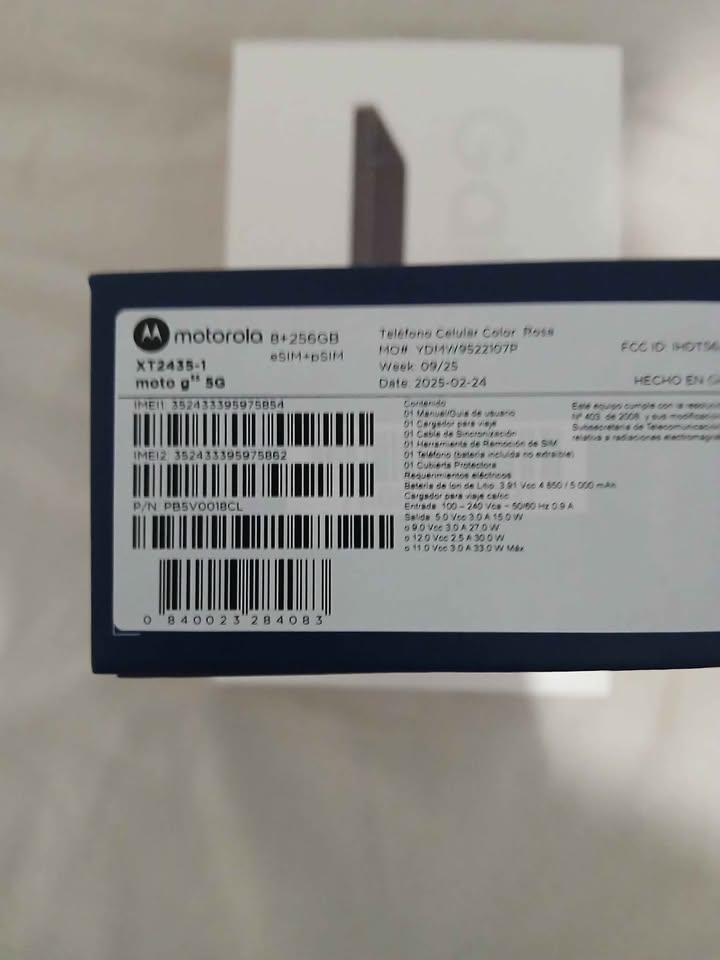 Ga
motorola 8+256GB
eSIM+pSIM
XT2435-1
moto g⁸⁵ 5G
IMEI1 352433395975854
IMEI2 352433395975862
P/N PB5V0018CL
0 840023 284083
Teléfono Celular Color: Rosa
MO# YDMW9522107P
Week: 09/25
Date: 2025-02-24
FCC ID: IHDT56
HECHO EN
Contenido
01 Manual/Guía de usuario
01 Cargador para viaje
01 Cable de Sincronización
01 Herramienta de Remoción de SIM
01 Teléfono (batería incluida no extraible)
01 Cubierta Protectora
Requerimientos eléctricos
Batería de Ion de Litio 3.91 Vcc 4 850 / 5 000 mAh
Cargador para viaje ca/cc
Entrada: 100 – 240 Vca ~ 50/60 Hz 0.9 A
Salida: 5.0 Vcc 3.0 A 15.0 W
o 9.0 Vcc 3.0 A 27.0 W
o 12.0 Vcc 2.5 A 30.0 W
o 11.0 Vcc 3.0 A 33.0 W Máx
Este equipo cumple con la
Nº 403, de 2008, y sus
Subsecretaría de
relativa a radiaciones